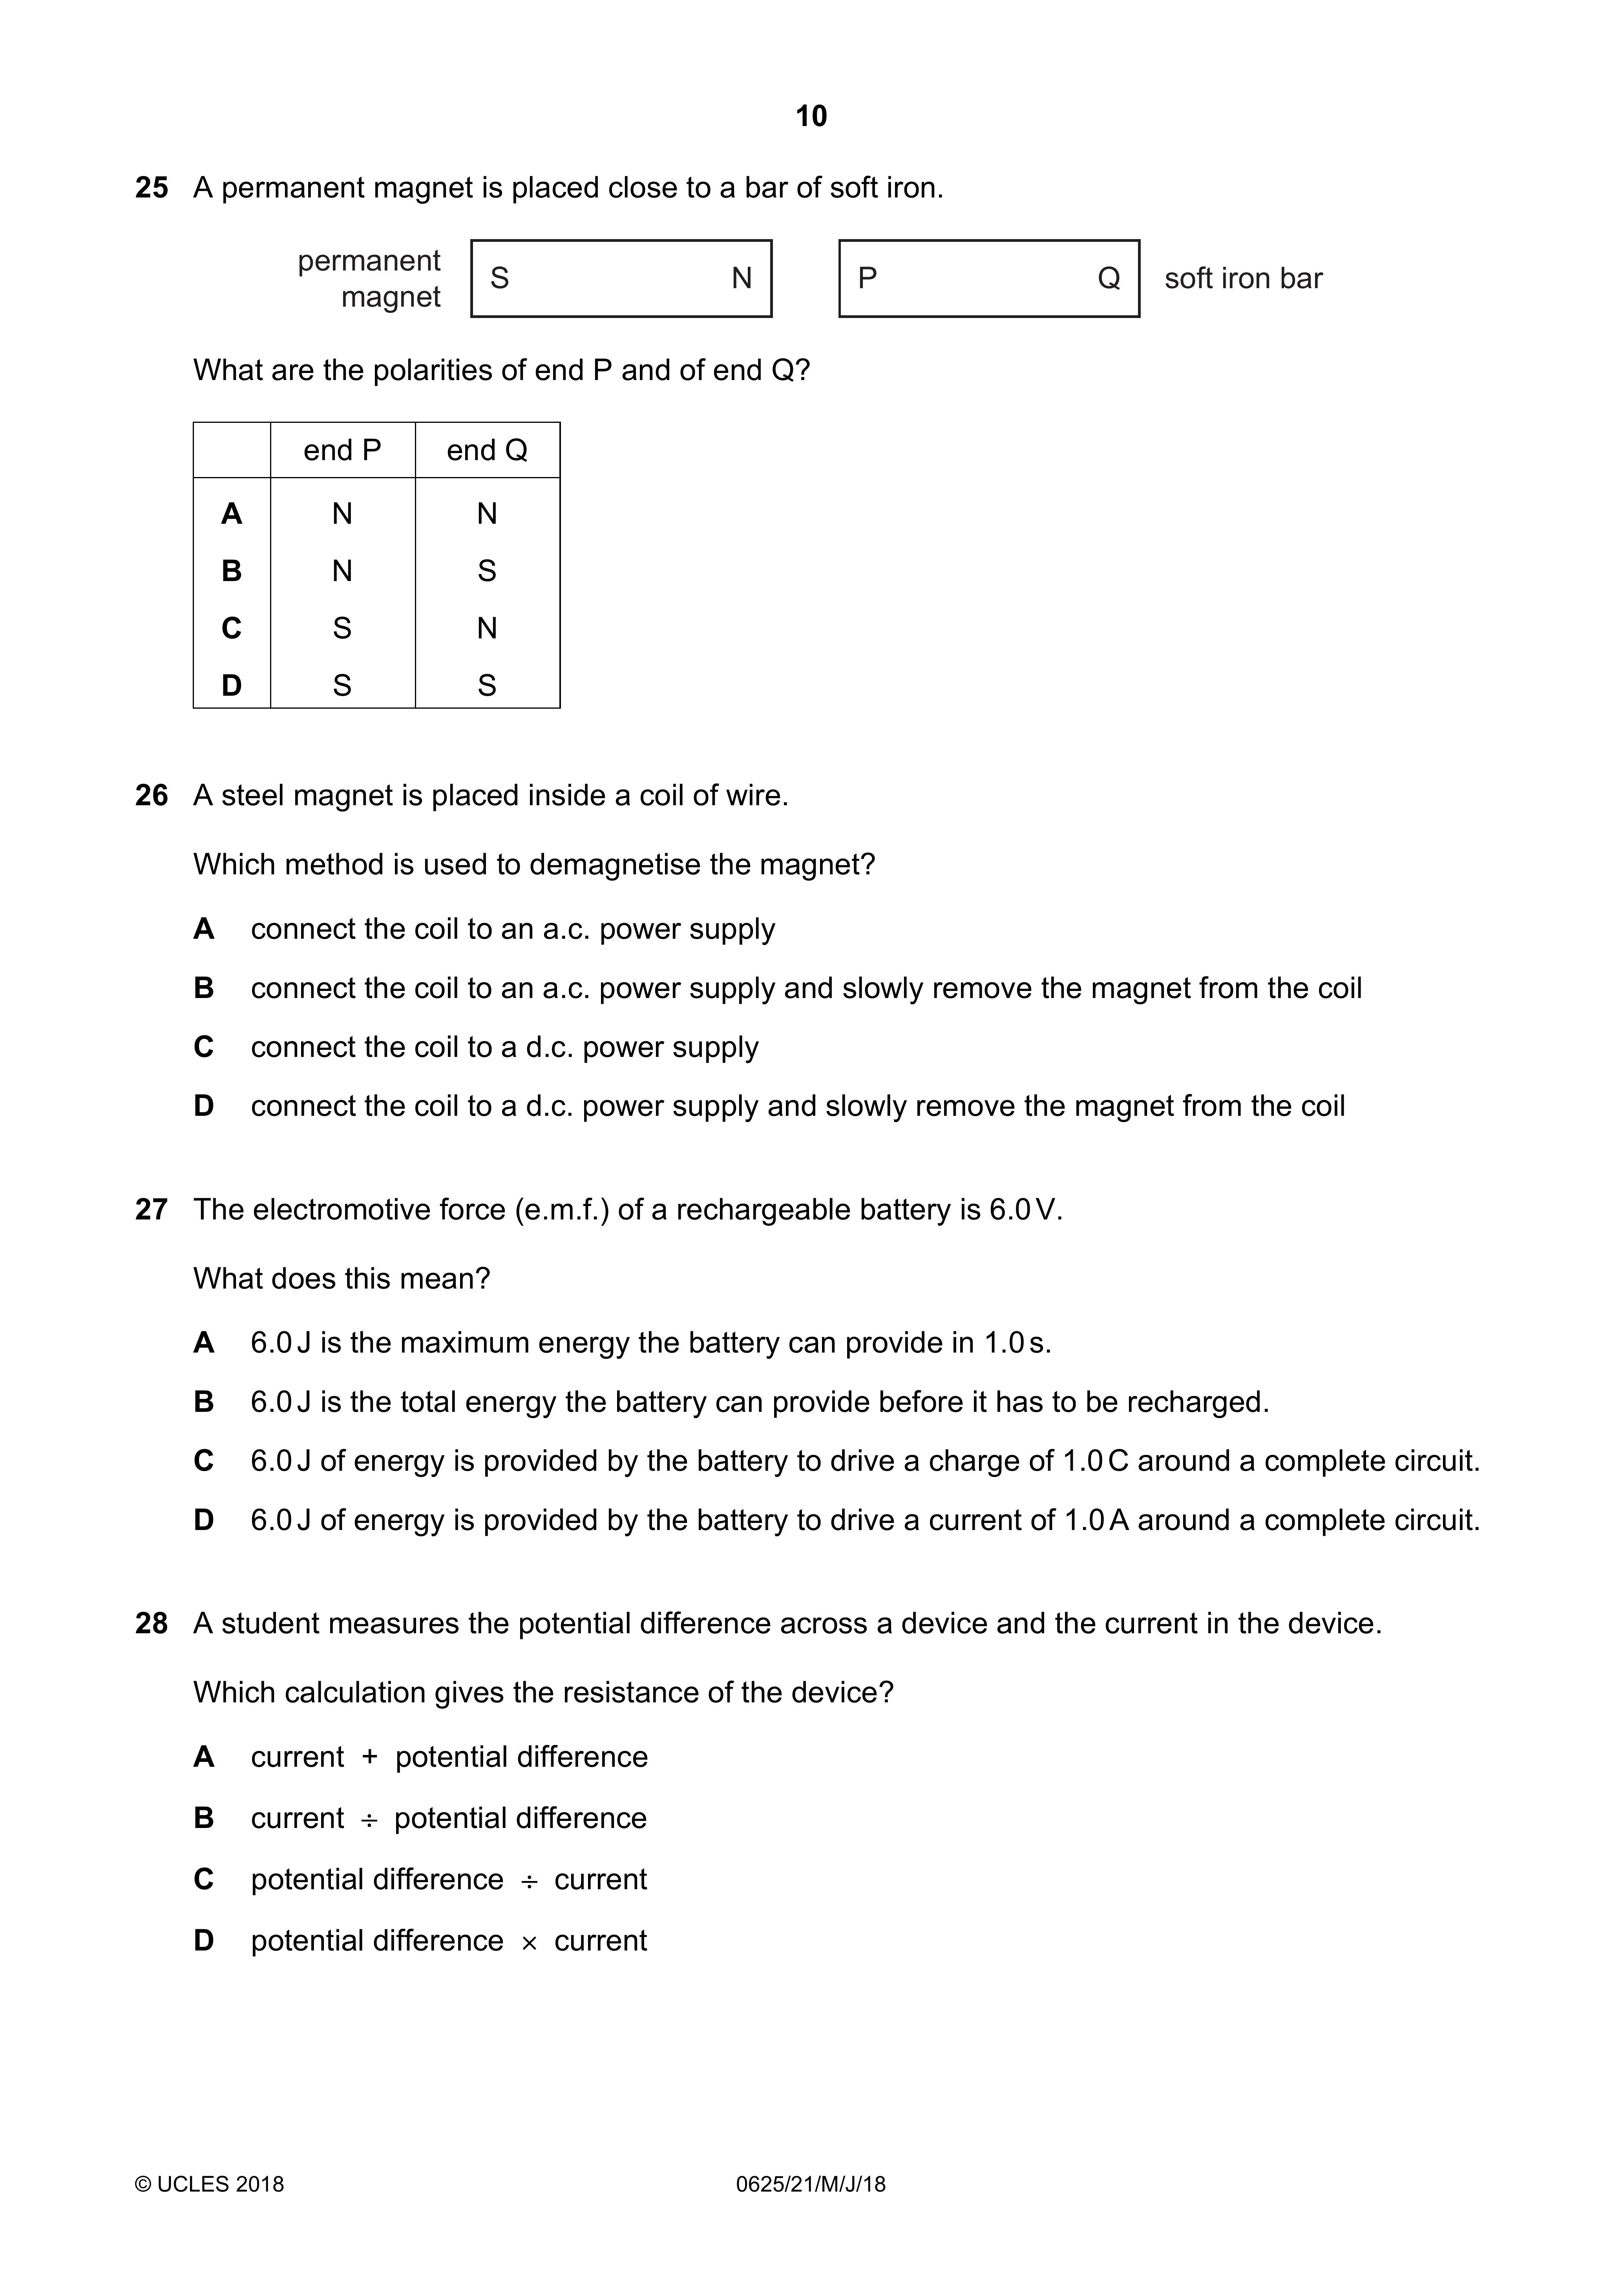 10
25 A permanent magnet is placed close to a bar of soft iron.
permanent
magnet
S N P Q soft iron bar
What are the polarities of end P and of end Q?
end P end Q
A N N
B N S
C S N
D S S
26 A steel magnet is placed inside a coil of wire.
Which method is used to demagnetise the magnet?
A connect the coil to an a.c. power supply
B connect the coil to an a.c. power supply and slowly remove the magnet from the coil
C connect the coil to a d.c. power supply
D connect the coil to a d.c. power supply and slowly remove the magnet from the coil
27 The electromotive force (e.m.f.) of a rechargeable battery is 6.0 V.
What does this mean?
A 6.0 J is the maximum energy the battery can provide in 1.0 s.
B 6.0 J is the total energy the battery can provide before it has to be recharged.
C 6.0 J of energy is provided by the battery to drive a charge of 1.0 C around a complete circuit.
D 6.0 J of energy is provided by the battery to drive a current of 1.0 A around a complete circuit.
28 A student measures the potential difference across a device and the current in the device.
Which calculation gives the resistance of the device?
A current + potential difference
B current ÷ potential difference
C potential difference ÷ current
D potential difference × current
© UCLES 2018 0625/21/M/J/18